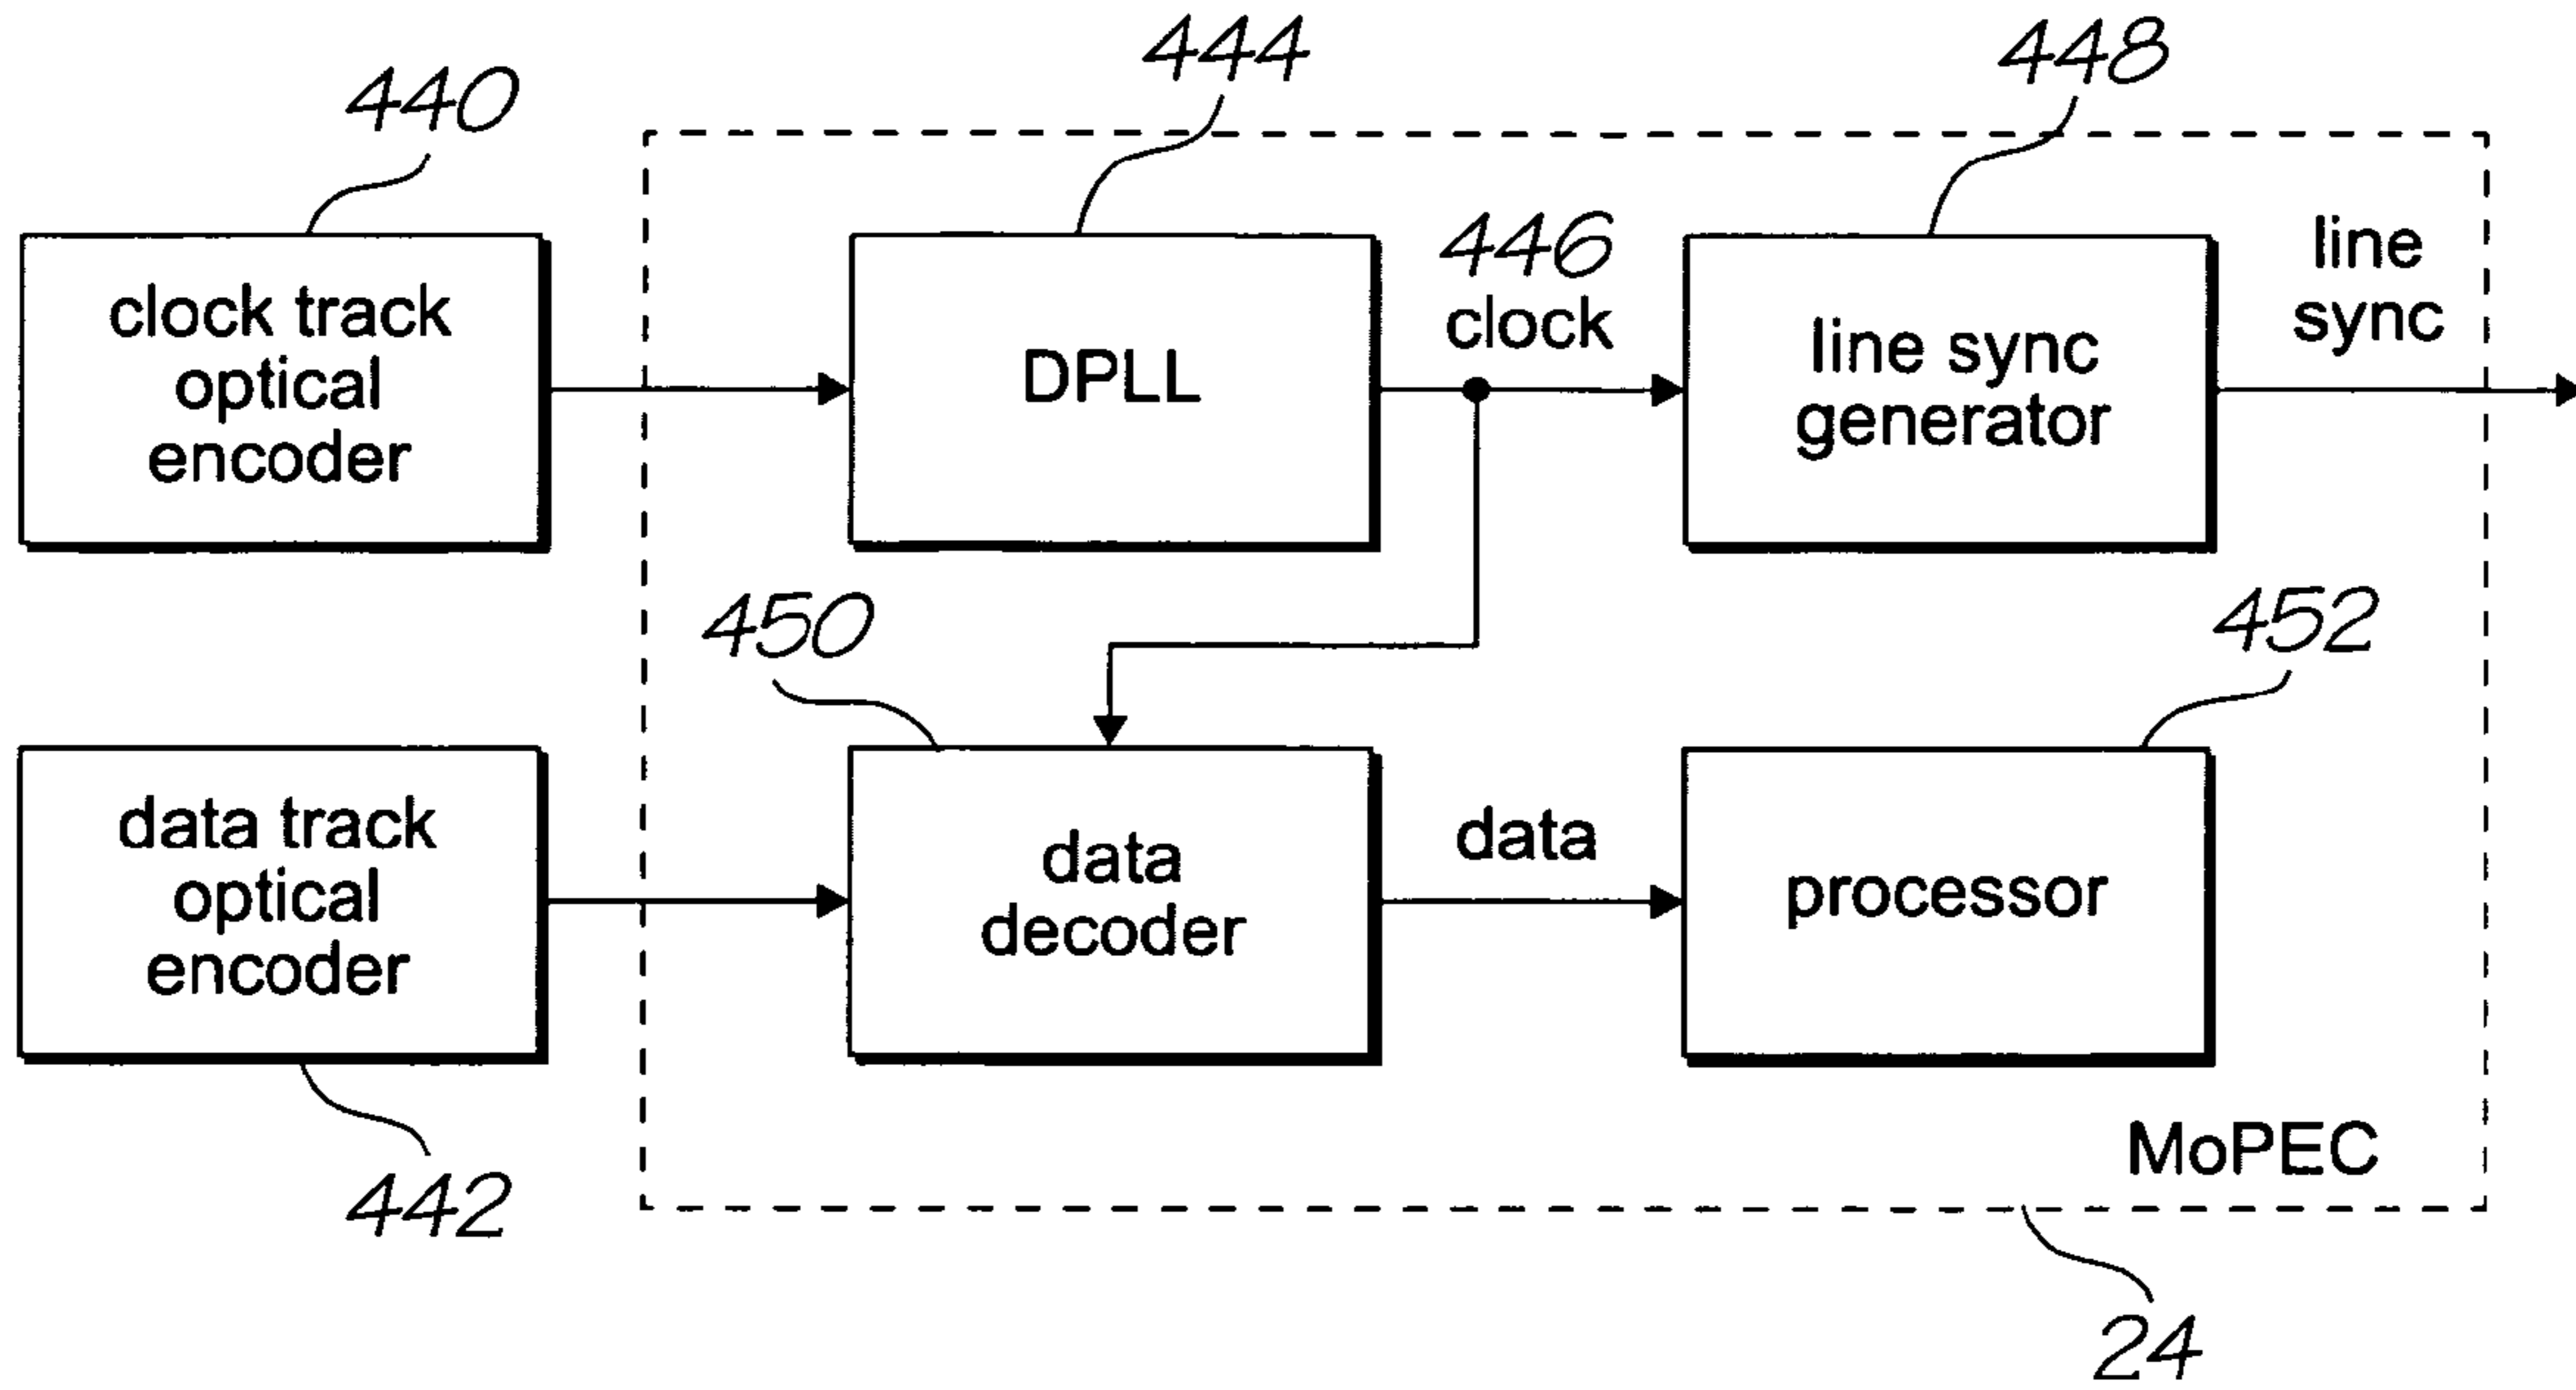 440
444
448
clock track
optical
encoder
DPLL
446
clock
line sync
generator
line
sync
450
452
data track
optical
encoder
data
decoder
data
processor
MoPEC
442
24